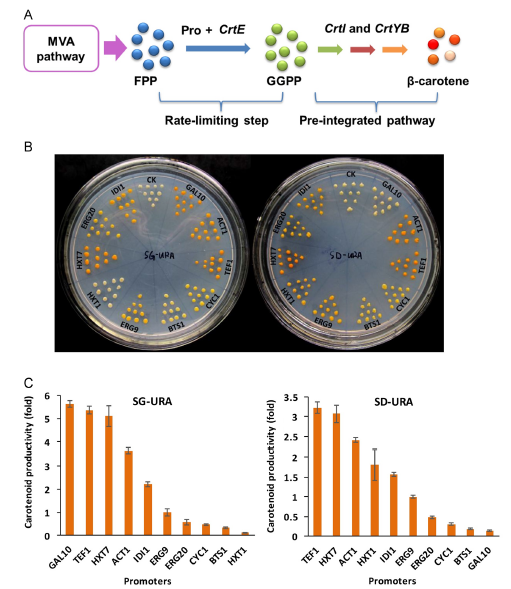 A
MVA
pathway
Pro + CrtE
CrtI and CrtYB
FPP
GGPP
β-carotene
Rate-limiting step
Pre-integrated pathway
B
CK
GAL10
ACT1
TEF1
CYC1
BTS1
ERG9
HXT1
HXT7
ERG20
IDI1
SG-URA
CK
GAL10
ACT1
TEF1
CYC1
BTS1
ERG9
HXT1
HXT7
ERG20
IDI1
SD-URA
C
SG-URA
Carotenoid productivity (fold)
6
5
4
3
2
1
0
GAL10 TEF1 HXT7 ACT1 IDI1 ERG9 ERG20 CYC1 BTS1 HXT1
Promoters
SD-URA
Carotenoid productivity (fold)
3.5
3
2.5
2
1.5
1
0.5
0
TEF1 HXT7 ACT1 HXT1 IDI1 ERG9 ERG20 CYC1 BTS1 GAL10
Promoters